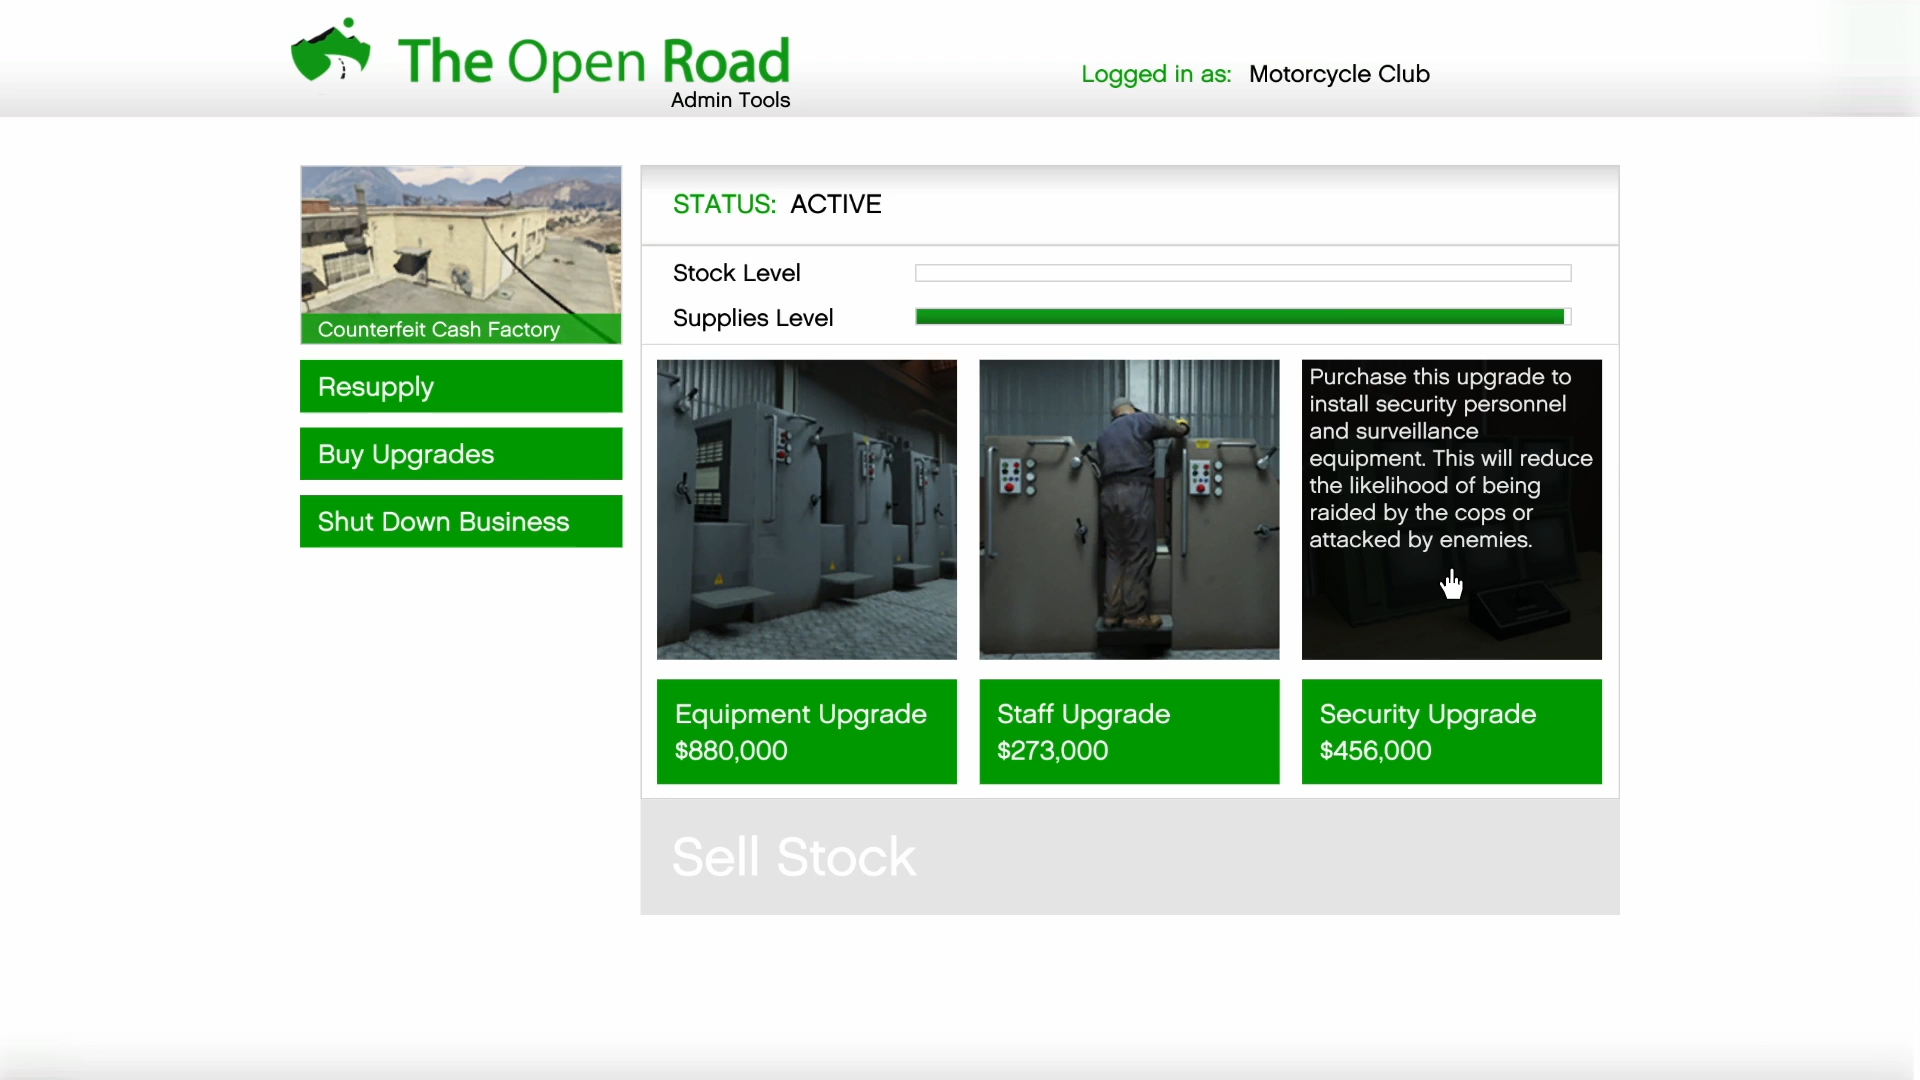 The Open Road
Admin Tools
Logged in as: Motorcycle Club
Counterfeit Cash Factory
Resupply
Buy Upgrades
Shut Down Business
STATUS: ACTIVE
Stock Level
Supplies Level
Purchase this upgrade to
install security personnel
and surveillance
equipment. This will reduce
the likelihood of being
raided by the cops or
attacked by enemies.
Equipment Upgrade
$880,000
Staff Upgrade
$273,000
Security Upgrade
$456,000
Sell Stock